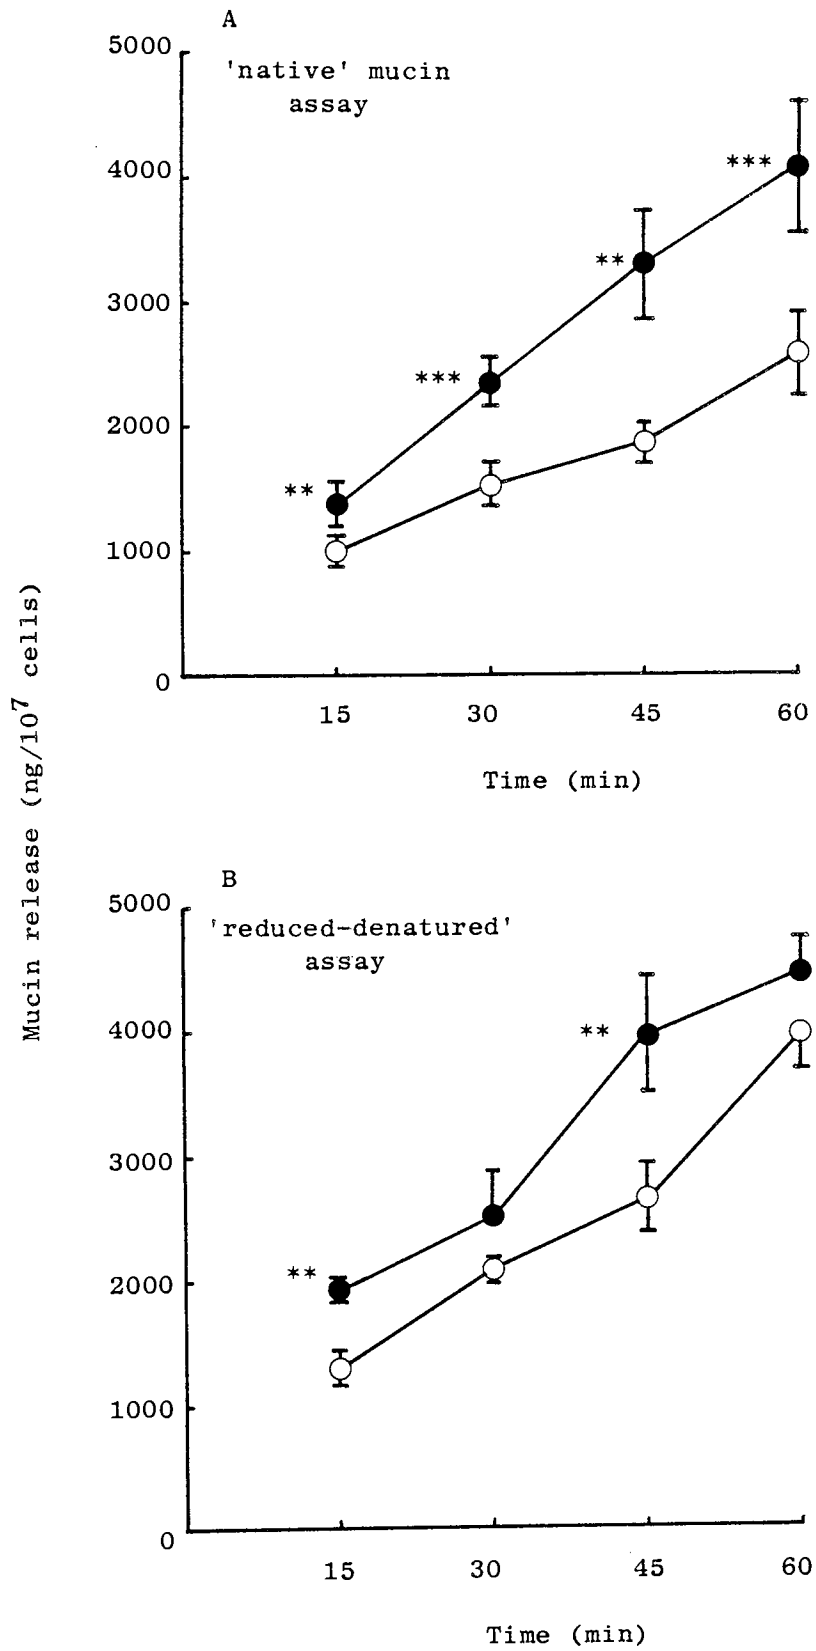 A
5000
'native' mucin
assay
4000
***
**
3000
***
2000
**
1000
0
15 30 45 60
Time (min)
Mucin release (ng/10⁷ cells)
B
5000
'reduced-denatured'
assay
4000
**
3000
**
2000
1000
0
15 30 45 60
Time (min)